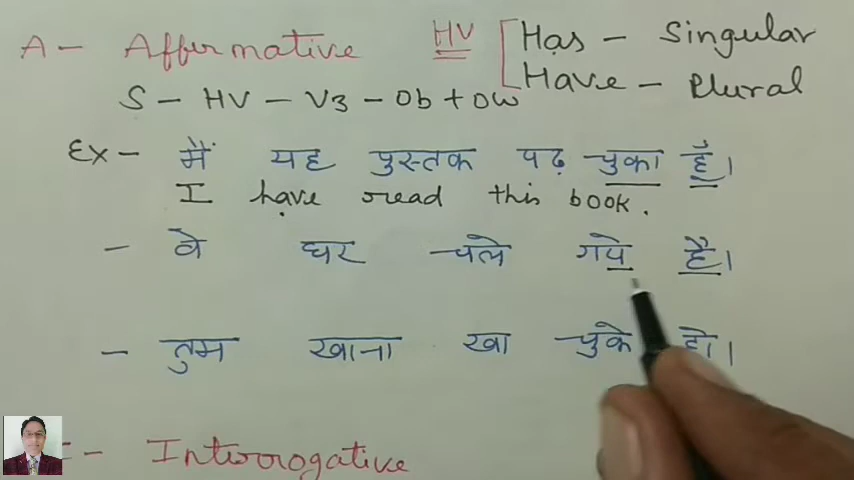 A - Affirmative HV Has - Singular
Have - Plural
S - HV - V3 - Ob + OW
Ex - मैं यह पुस्तक पढ़ चुका हूँ।
I have read this book.
- वे घर चले गये है।
- तुम खाना खा चुके हो।
- Interrogative